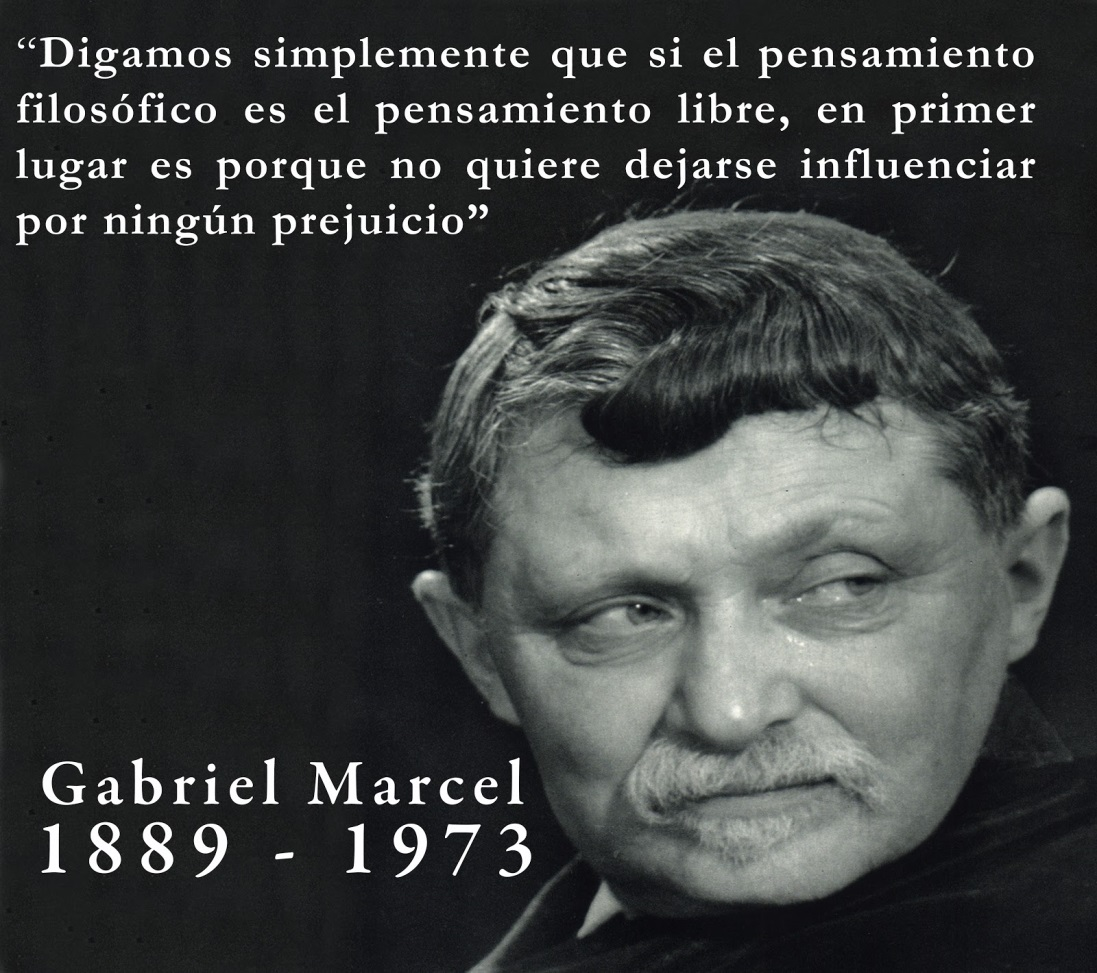 “Digamos simplemente que si el pensamiento
filosófico es el pensamiento libre, en primer
lugar es porque no quiere dejarse influenciar
por ningún prejuicio”
Gabriel Marcel
1889 - 1973